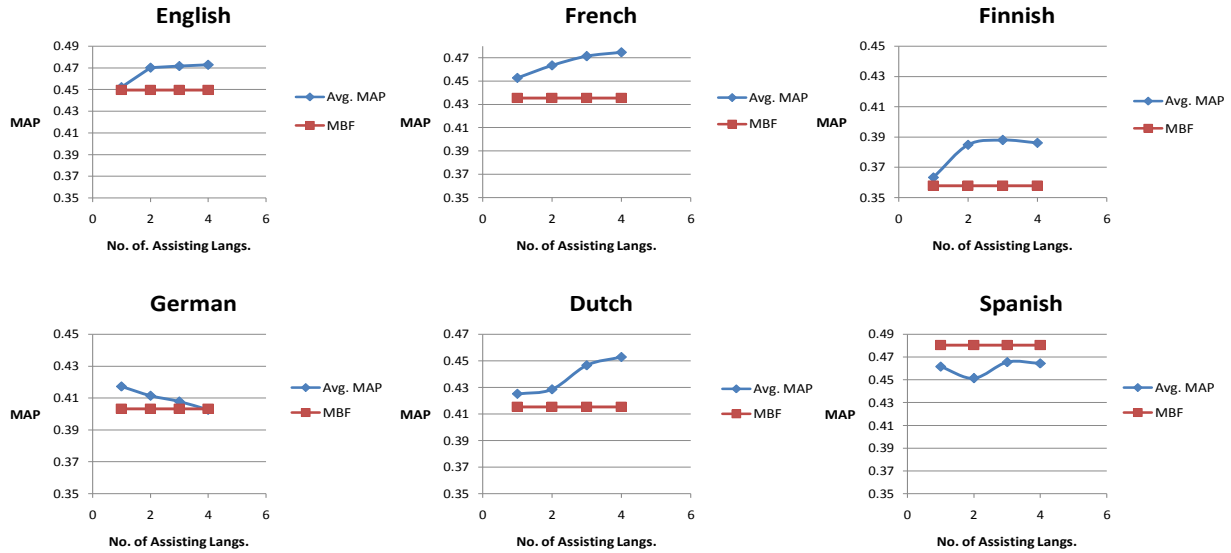 English
0.49
0.47
0.45
0.43
0.41
0.39
0.37
0.35
MAP
0 2 4 6
No. of. Assisting Langs.
Avg. MAP
MBF
French
0.47
0.45
0.43
0.41
0.39
0.37
0.35
MAP
0 2 4 6
No. of Assisting Langs.
Avg. MAP
MBF
Finnish
0.45
0.43
0.41
0.39
0.37
0.35
MAP
0 2 4 6
No. of Assisting Langs.
Avg. MAP
MBF
German
0.45
0.43
0.41
0.39
0.37
0.35
MAP
0 2 4 6
No. of Assisting Langs.
Avg. MAP
MBF
Dutch
0.47
0.45
0.43
0.41
0.39
0.37
0.35
MAP
0 2 4 6
No. of Assisting Langs.
Avg. MAP
MBF
Spanish
0.49
0.47
0.45
0.43
0.41
0.39
0.37
0.35
MAP
0 2 4 6
No. of Assisting Langs.
Avg. MAP
MBF